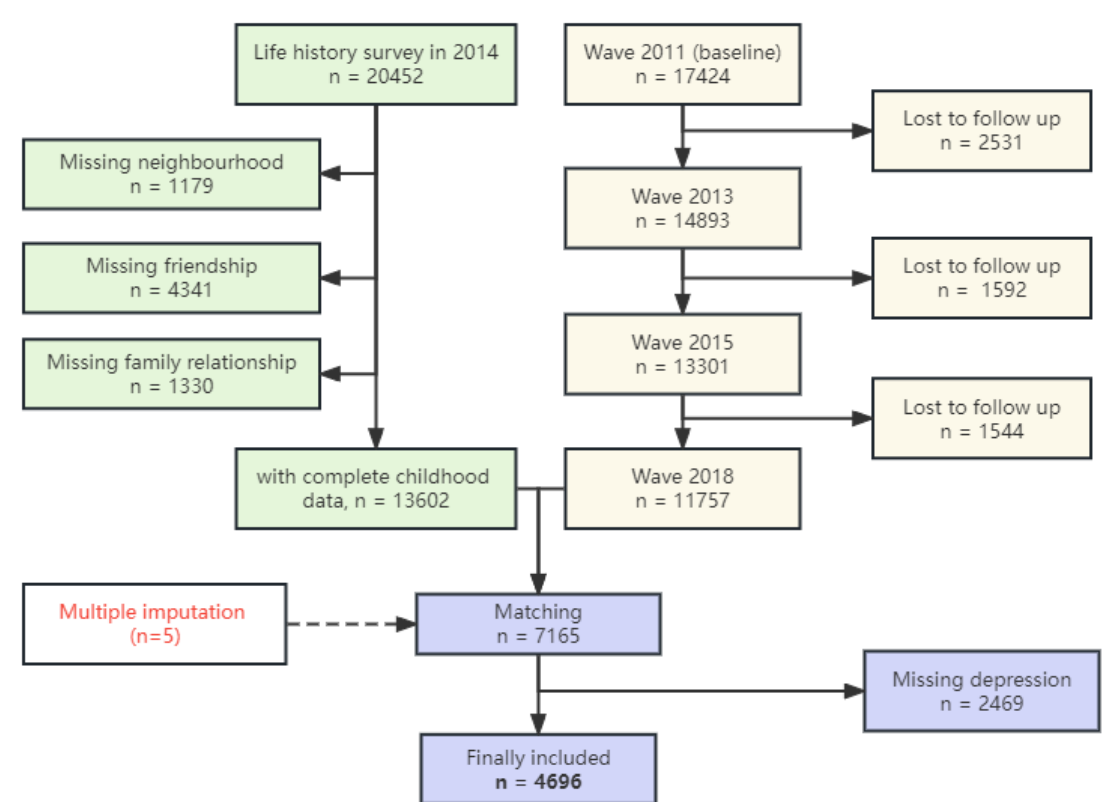 Life history survey in 2014
n = 20452
Wave 2011 (baseline)
n = 17424
Lost to follow up
n = 2531
Missing neighbourhood
n = 1179
Wave 2013
n = 14893
Missing friendship
n = 4341
Lost to follow up
n =  1592
Missing family relationship
n = 1330
Wave 2015
n = 13301
Lost to follow up
n = 1544
with complete childhood
data, n = 13602
Wave 2018
n = 11757
Multiple imputation
(n=5)
Matching
n = 7165
Missing depression
n = 2469
Finally included
n = 4696